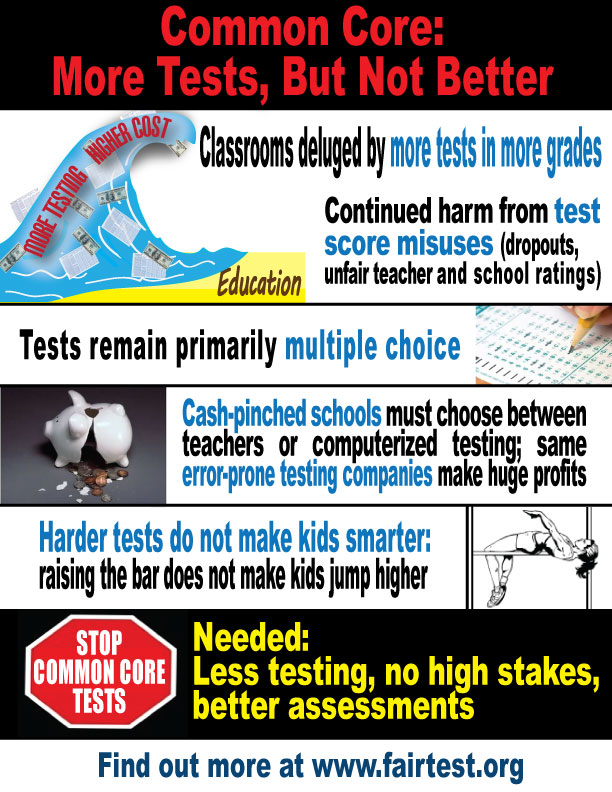 Common Core:
More Tests, But Not Better
MORE TESTING HIGHER COST
Classrooms deluged by more tests in more grades
Continued harm from test
score misuses (dropouts,
unfair teacher and school ratings)
Education
Tests remain primarily multiple choice
Cash-pinched schools must choose between
teachers or computerized testing; same
error-prone testing companies make huge profits
Harder tests do not make kids smarter:
raising the bar does not make kids jump higher
STOP
COMMON CORE
TESTS
Needed:
Less testing, no high stakes,
better assessments
Find out more at www.fairtest.org